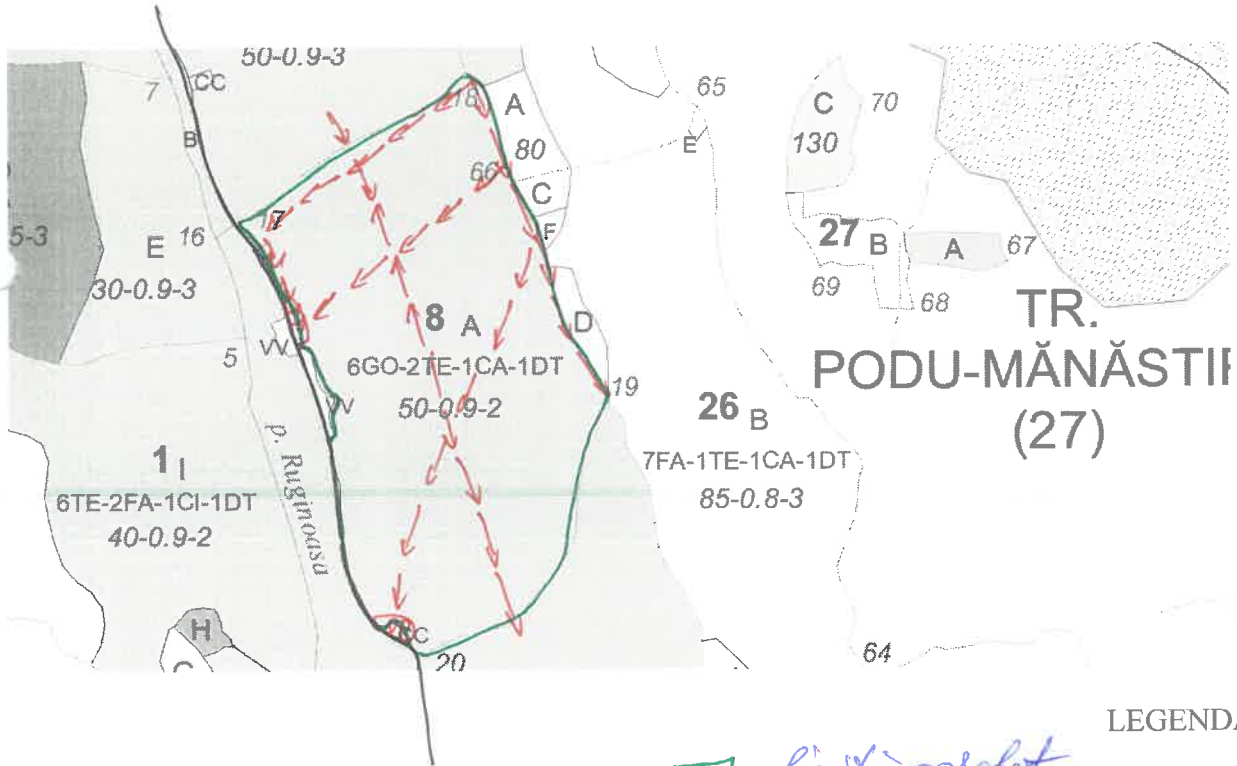 50-0.9-3
7
CC
B
18
A
80
66
C
F
65
E
C
130
70
5-3
E
16
30-0.9-3
17
27 B
A
67
69
68
VV
5
8 A
6GO-2TE-1CA-1DT
50-0.9-2
D
19
V
TR.
PODU-MĂNĂSTI
(27)
26 B
7FA-1TE-1CA-1DT
85-0.8-3
1 I
6TE-2FA-1CI-1DT
40-0.9-2
p. Ruginoasa
H
C
CC
20
64
LEGENDA